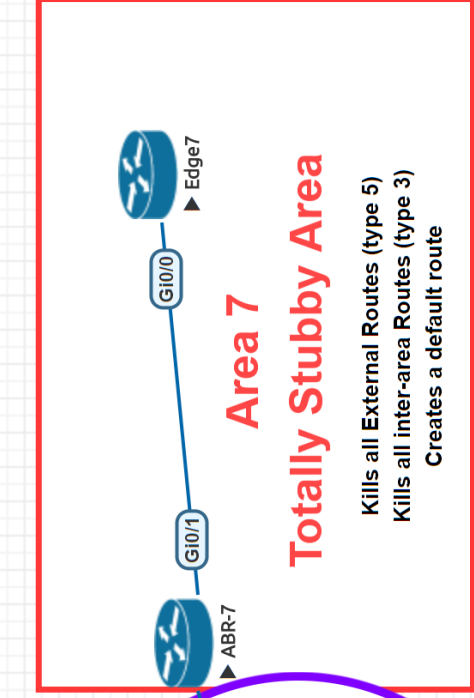 Edge7
Gi0/0
Gi0/1
ABR-7
Area 7
Totally Stubby Area
Kills all External Routes (type 5)
Kills all inter-area Routes (type 3)
Creates a default route